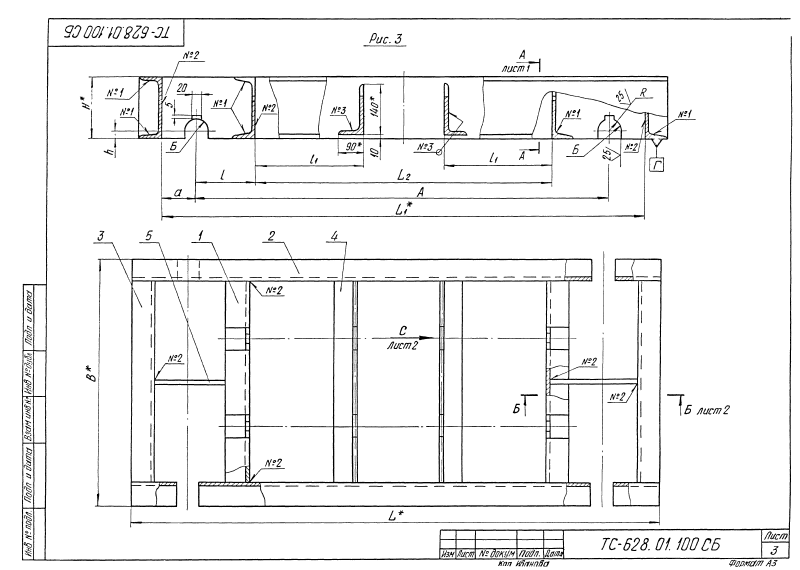 ТС-628.01.100 СБ
Рис. 3
А
лист 1
№2
20
№1
№1
5
№1
№2
№3
140*
10
90*
№3
№1
25
R
№1
№2
25
Б
Б
Г
H*
h
А
l₁
l₁
l
L₂
a
А
L₁*
3
5
1
2
4
№2
С
лист 2
№2
№2
№2
Б
Б лист 2
№2
B*
L*
Подп. и дата
Инв № дубл.
Взам инв №
Подп. и дата
Инв № подл.
Изм Лист № докум Подп. Дата
ТС-628.01.100 СБ
Лист
3
Коп Иванова
Формат А3